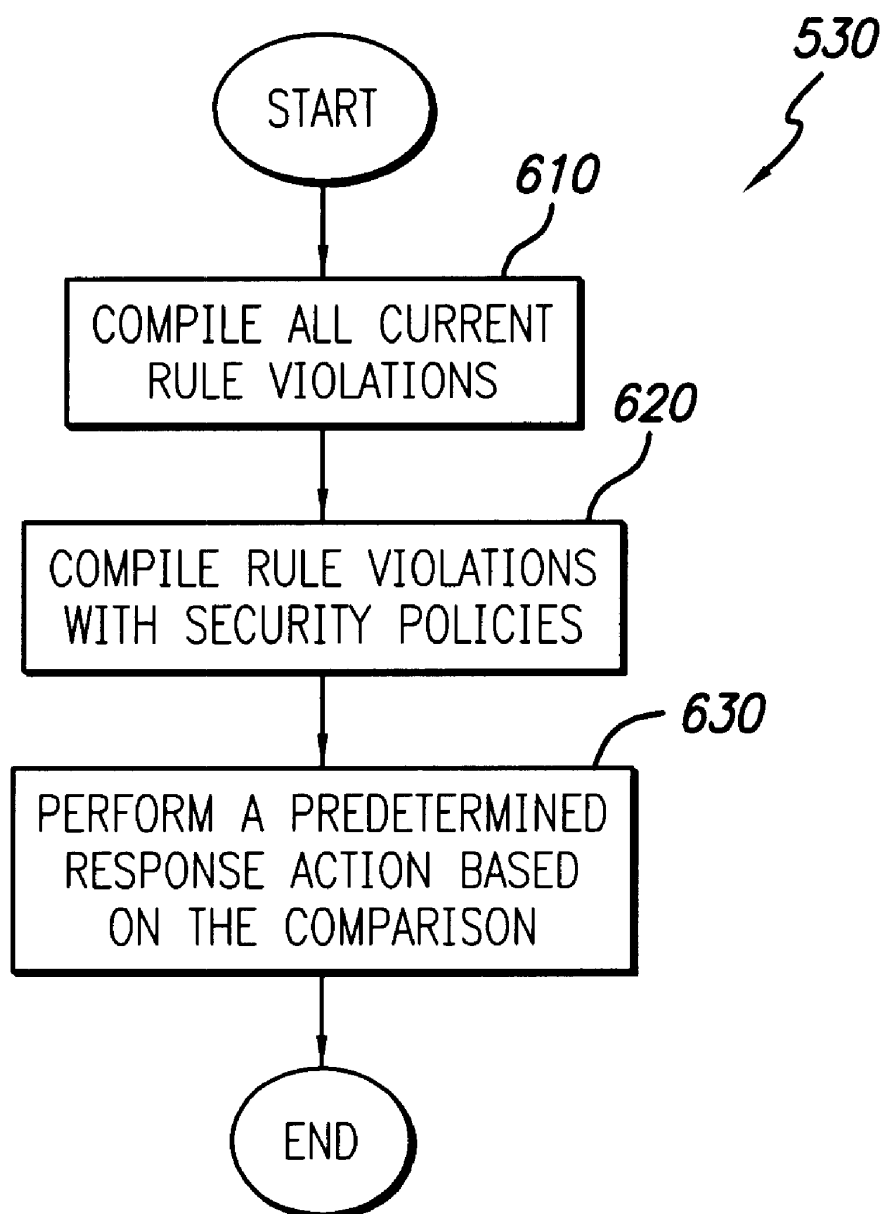 530
START
610
COMPILE ALL CURRENT
RULE VIOLATIONS
620
COMPILE RULE VIOLATIONS
WITH SECURITY POLICIES
630
PERFORM A PREDETERMINED
RESPONSE ACTION BASED
ON THE COMPARISON
END